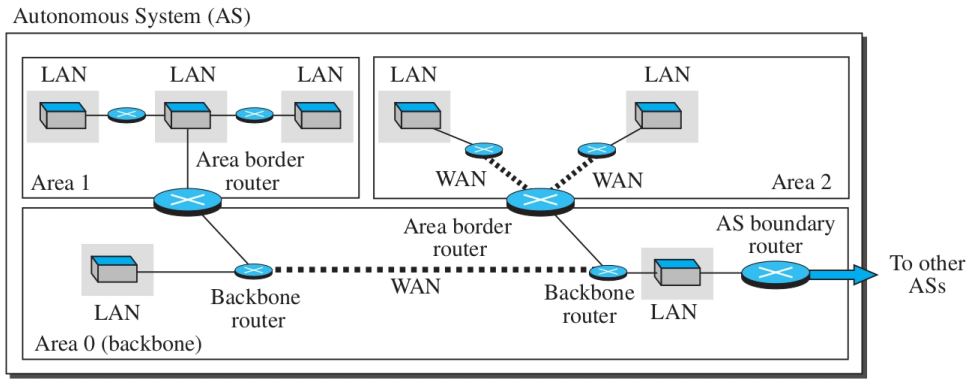 Autonomous System (AS)
LAN
LAN
LAN
Area border
router
Area 1
LAN
LAN
WAN
WAN
Area 2
Area border
router
AS boundary
router
To other
ASs
LAN
Backbone
router
WAN
Backbone
router
LAN
Area 0 (backbone)